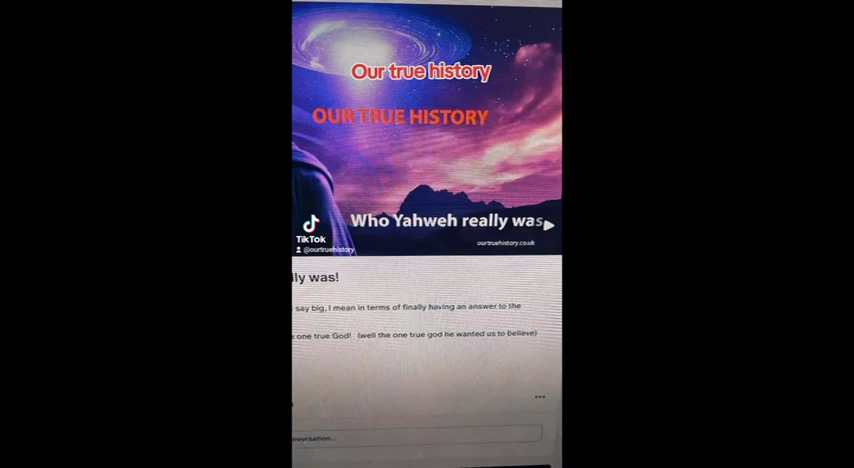 Our true history
OUR TRUE HISTORY
Who Yahweh really was
TikTok
@ourtruehistory
ourtruehistory.co.uk
lly was!
say big, I mean in terms of finally having an answer to the
one true God! (well the one true god he wanted us to believe)
...
nversation...